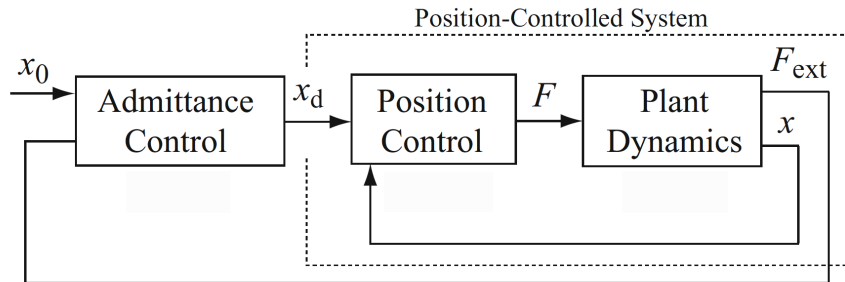 Position-Controlled System
x0
Admittance
Control
xd
Position
Control
F
Plant
Dynamics
Fext
x